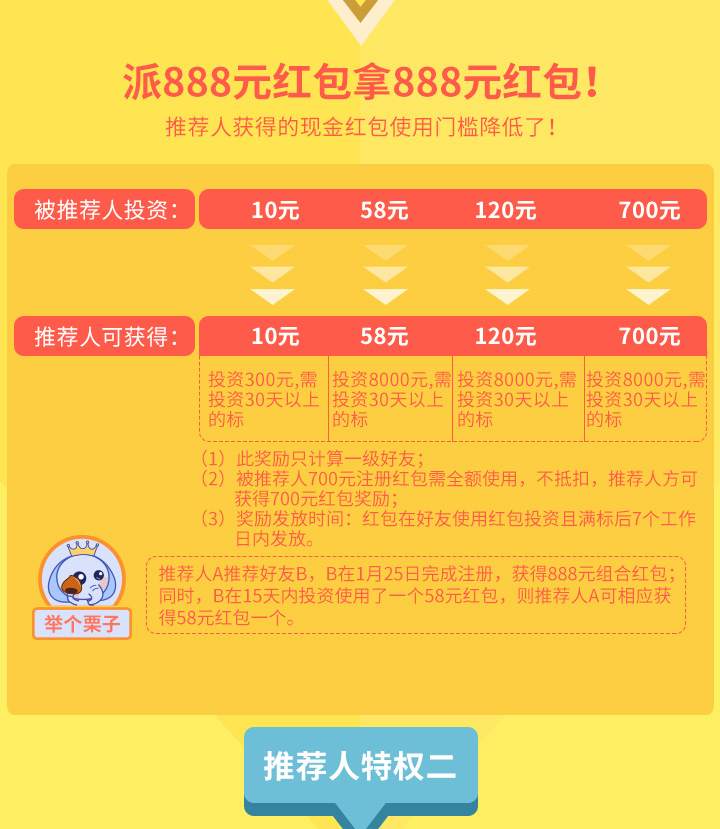 派888元红包拿888元红包！
推荐人获得的现金红包使用门槛降低了！
被推荐人投资： 10元 58元 120元 700元
推荐人可获得： 10元 58元 120元 700元
投资300元,需 投资8000元,需 投资8000元,需 投资8000元,需
投资30天以上 投资30天以上 投资30天以上 投资30天以上
的标 的标 的标 的标
（1）此奖励只计算一级好友；
（2）被推荐人700元注册红包需全额使用，不抵扣，推荐人方可
获得700元红包奖励；
（3）奖励发放时间：红包在好友使用红包投资且满标后7个工作
日内发放。
推荐人A推荐好友B，B在1月25日完成注册，获得888元组合红包；
同时，B在15天内投资使用了一个58元红包，则推荐人A可相应获
得58元红包一个。
举个栗子
推荐人特权二